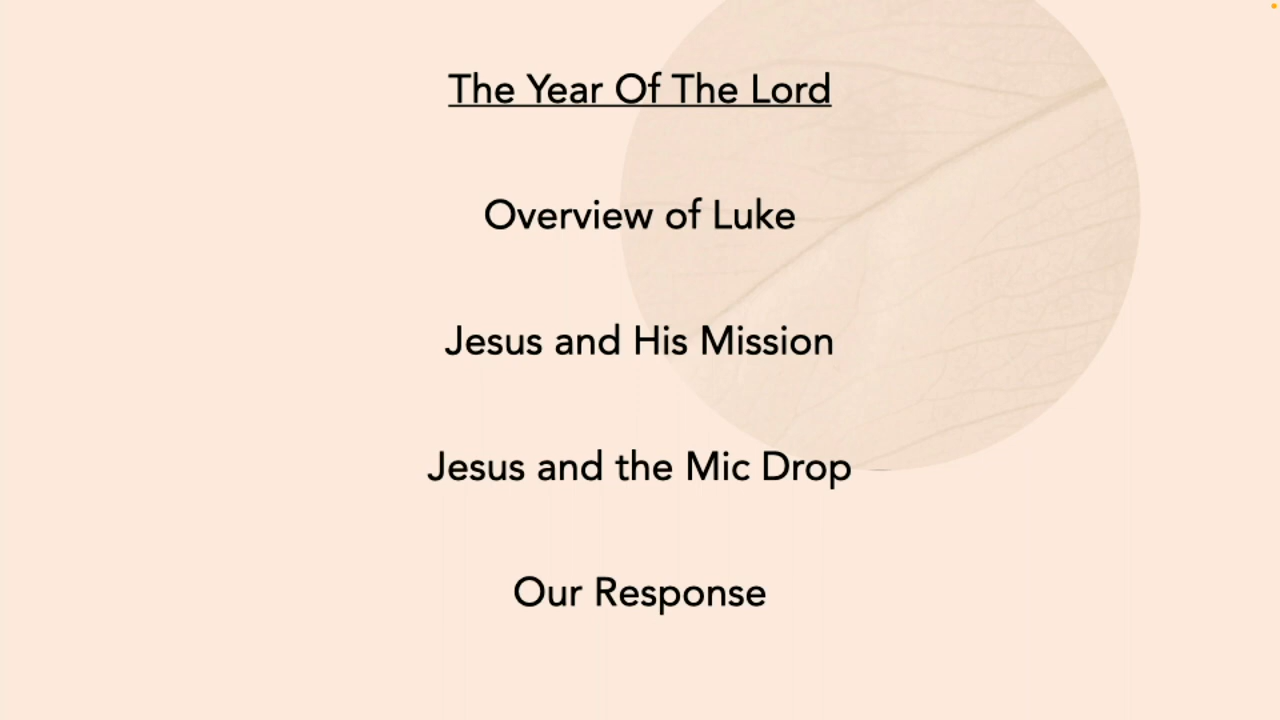 The Year Of The Lord
Overview of Luke
Jesus and His Mission
Jesus and the Mic Drop
Our Response